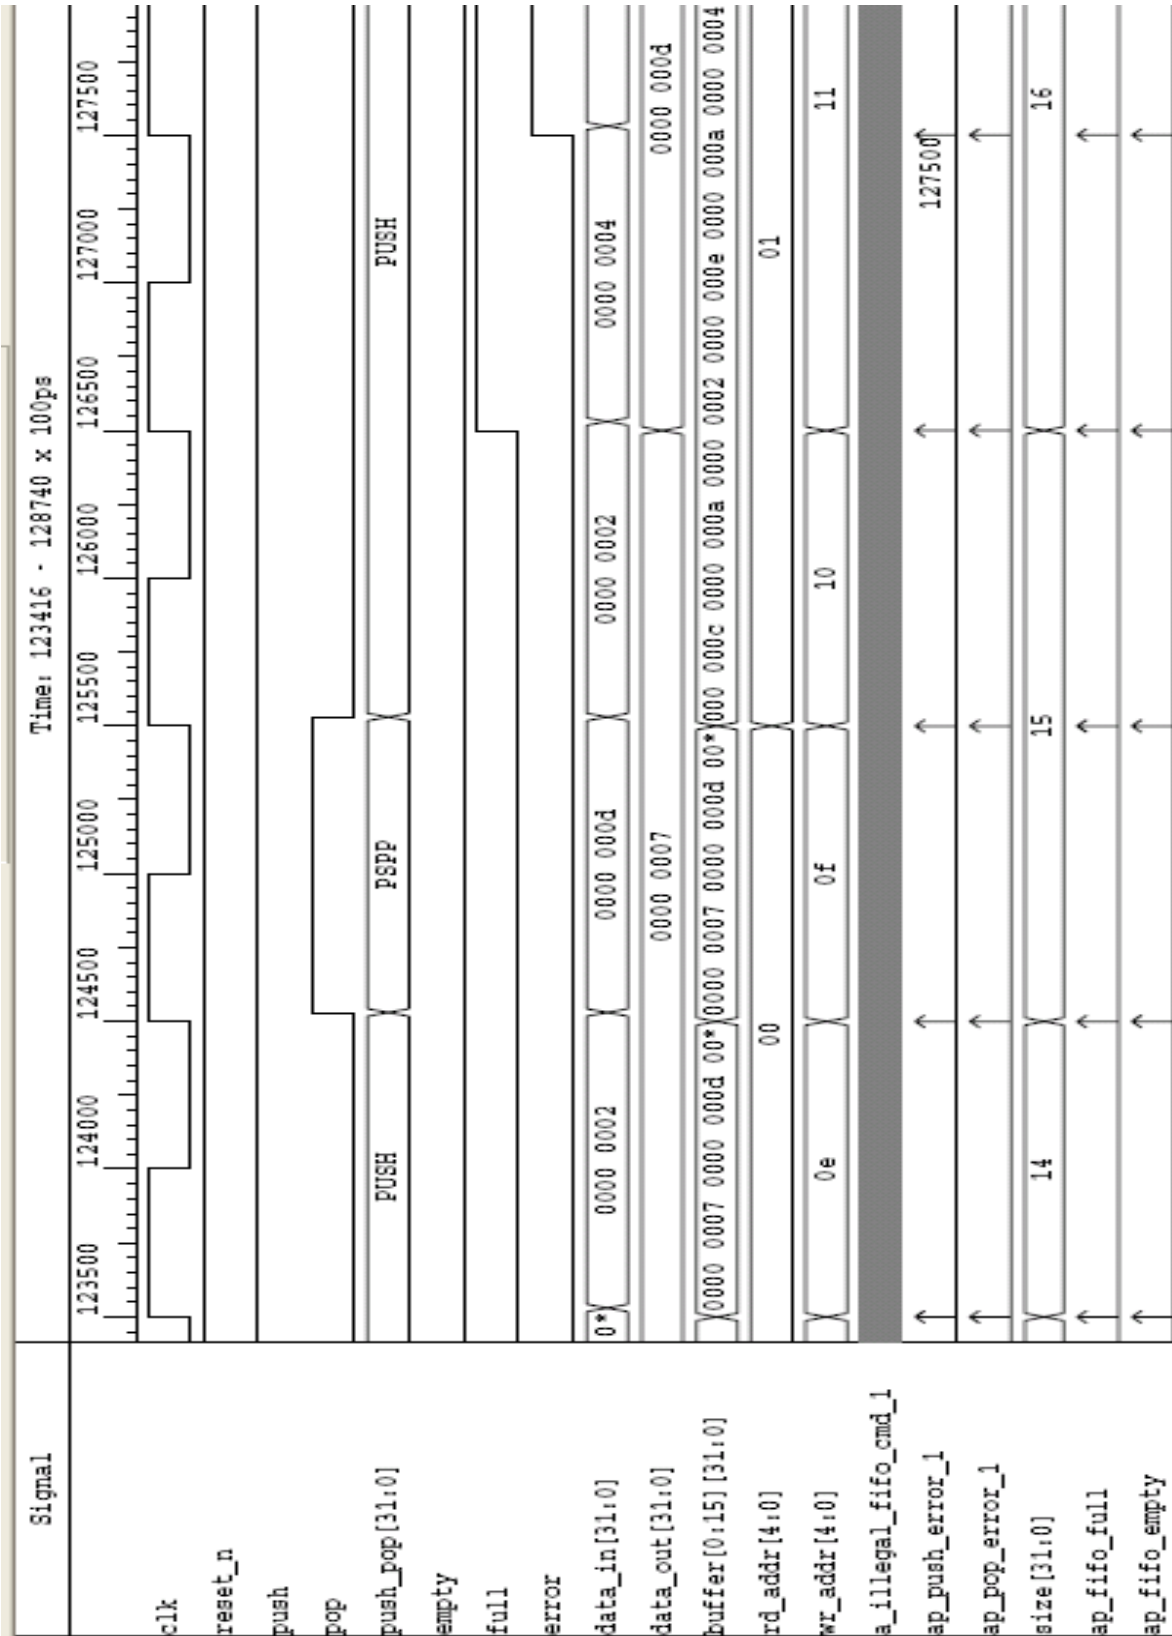 Time: 123416 - 128740 x 100ps
Signal
123500 124000 124500 125000 125500 126000 126500 127000 127500
clk
reset_n
push
pop
push_pop[31:0] PUSH PSPP PUSH
empty
full
error
data_in[31:0] 0* 0000 0002 0000 000d 0000 0002 0000 0004
data_out[31:0] 0000 0007 0000 000d
buffer[0:15][31:0] 0000 0007 0000 000d 00* 0000 0007 0000 000d 00* 000 000c 0000 000a 0000 0002 0000 000e 0000 000a 0000 0004
rd_addr[4:0] 00 01
wr_addr[4:0] 0e 0f 10 11
a_illegal_fifo_cmd_1
ap_push_error_1 127500
ap_pop_error_1
size[31:0] 14 15 16
ap_fifo_full
ap_fifo_empty